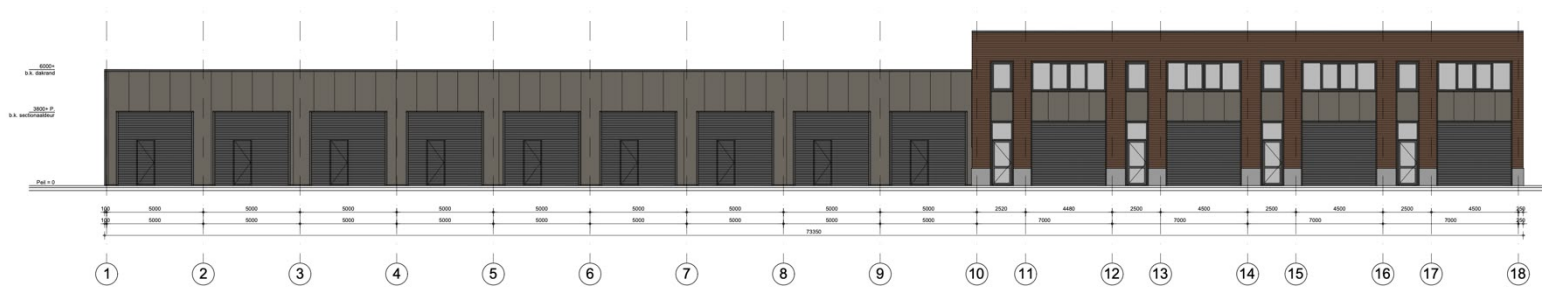 6000+
b.k. dakrand
3800+ P.
b.k. sectionaaldeur
Peil = 0
100 5000 5000 5000 5000 5000 5000 5000 5000 5000 2520 4480 2500 4500 2500 4500 2500 4500 250
100 5000 5000 5000 5000 5000 5000 5000 5000 5000 7000 7000 7000 7000 250
73350
1 2 3 4 5 6 7 8 9 10 11 12 13 14 15 16 17 18